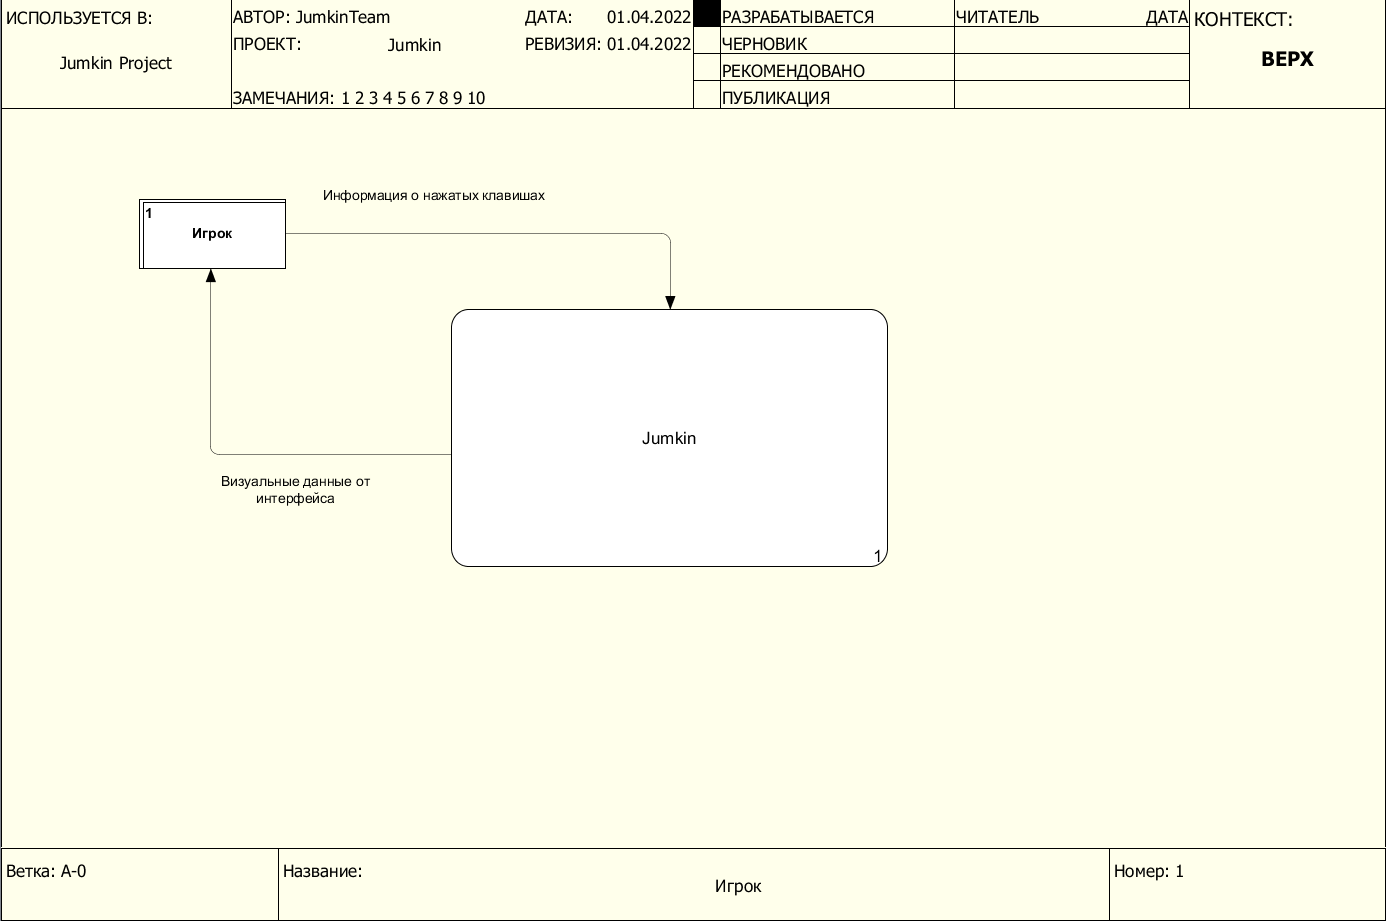 ИСПОЛЬЗУЕТСЯ В:
Jumkin Project
АВТОР: JumkinTeam
ДАТА: 01.04.2022
ПРОЕКТ: Jumkin
РЕВИЗИЯ: 01.04.2022
ЗАМЕЧАНИЯ: 1 2 3 4 5 6 7 8 9 10
РАЗРАБАТЫВАЕТСЯ
ЧЕРНОВИК
РЕКОМЕНДОВАНО
ПУБЛИКАЦИЯ
ЧИТАТЕЛЬ ДАТА
КОНТЕКСТ:
ВЕРХ
Информация о нажатых клавишах
1
Игрок
Jumkin
1
Визуальные данные от
интерфейса
Ветка: A-0
Название:
Игрок
Номер: 1